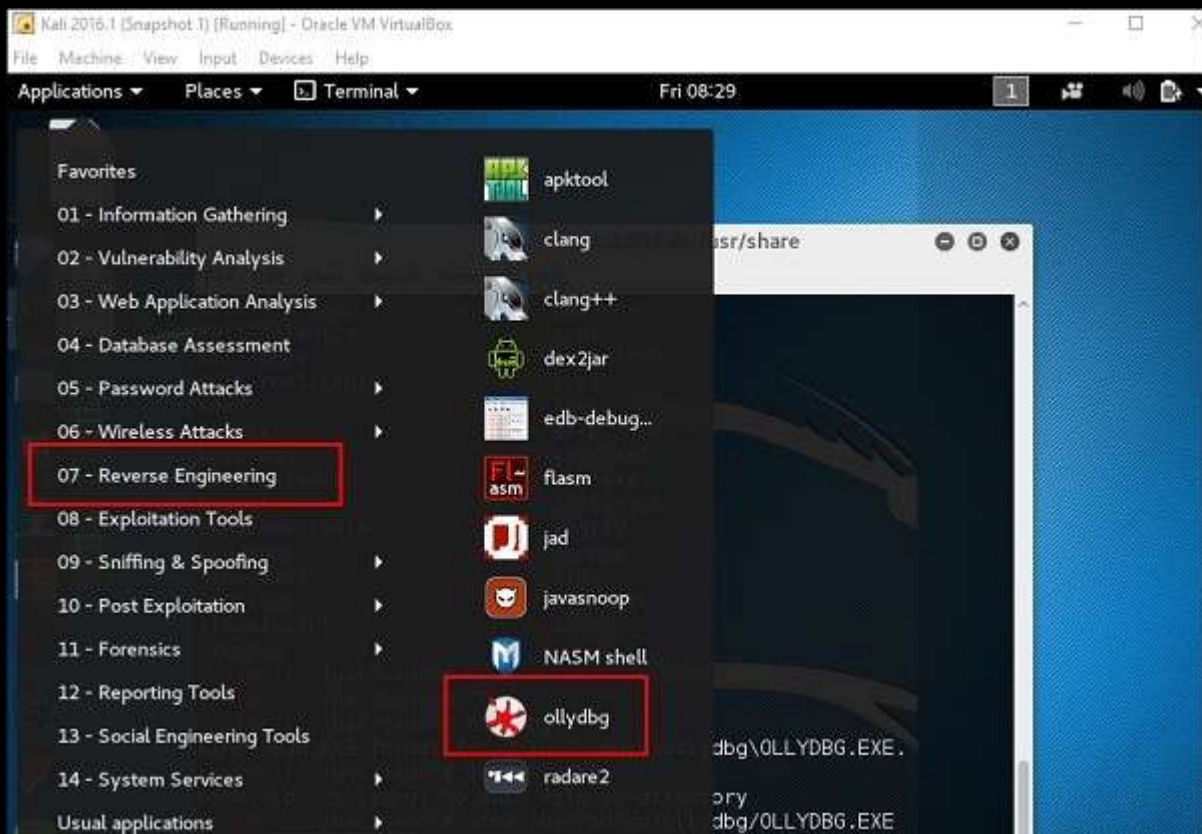 Kali 2016.1 (Snapshot 1) [Running] - Oracle VM VirtualBox
File Machine View Input Devices Help
Applications Places Terminal Fri 08:29 1
Favorites
01 - Information Gathering
02 - Vulnerability Analysis
03 - Web Application Analysis
04 - Database Assessment
05 - Password Attacks
06 - Wireless Attacks
07 - Reverse Engineering
08 - Exploitation Tools
09 - Sniffing & Spoofing
10 - Post Exploitation
11 - Forensics
12 - Reporting Tools
13 - Social Engineering Tools
14 - System Services
Usual applications
apktool
clang
clang++
dex2jar
edb-debug...
flasm
jad
javasnoop
NASM shell
ollydbg
radare2
usr/share
dbg\OLLYDBG.EXE.
ory
dbg/OLLYDBG.EXE